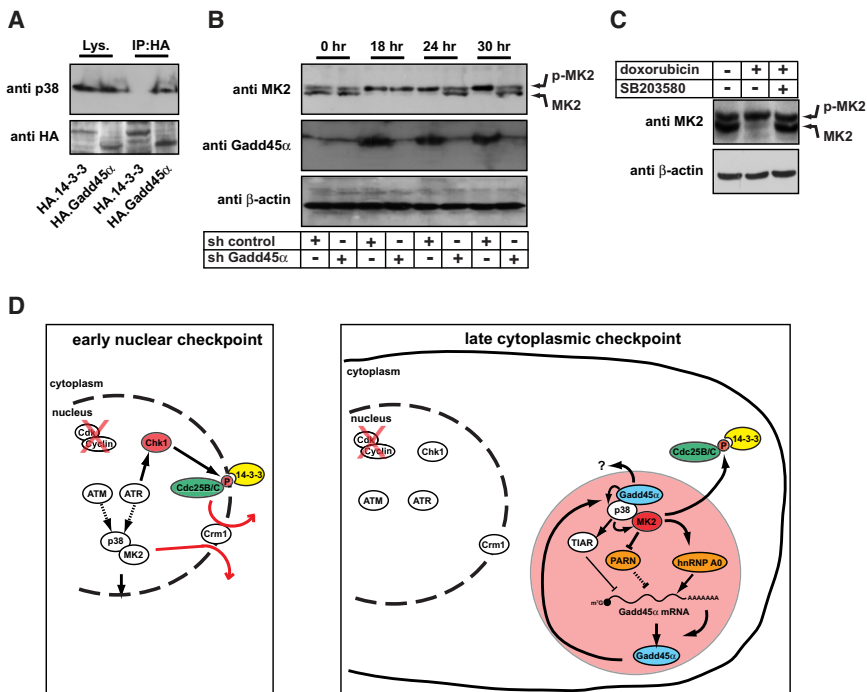 A
Lys. IP:HA
anti p38
anti HA
HA.14-3-3
HA.Gadd45α
HA.14-3-3
HA.Gadd45α
B
0 hr 18 hr 24 hr 30 hr
anti MK2
p-MK2
MK2
anti Gadd45α
anti β-actin
sh control + - + - + - + -
sh Gadd45α - + - + - + - +
C
doxorubicin - + +
SB203580 - - +
anti MK2
p-MK2
MK2
anti β-actin
D
early nuclear checkpoint
cytoplasm
nucleus
Cdk
Cyclin
Chk1
P
14-3-3
Cdc25B/C
ATM
ATR
p38
MK2
Crm1
late cytoplasmic checkpoint
cytoplasm
nucleus
Cdk
Cyclin
Chk1
ATM
ATR
Crm1
P
14-3-3
Cdc25B/C
?
Gadd45α
p38
MK2
TIAR
PARN
hnRNP A0
m⁷G
AAAAAAA
Gadd45α mRNA
Gadd45α